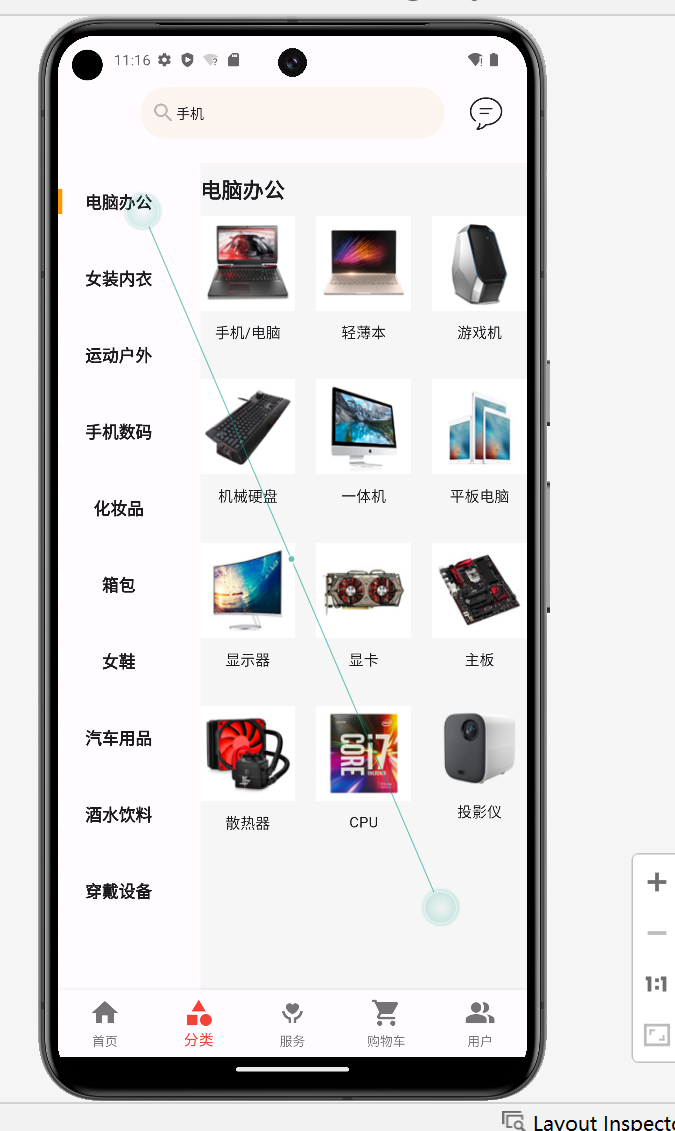 11:16
手机
电脑办公
女装内衣
运动户外
手机数码
化妆品
箱包
女鞋
汽车用品
酒水饮料
穿戴设备
电脑办公
手机/电脑
轻薄本
游戏机
机械硬盘
一体机
平板电脑
显示器
显卡
主板
CORE i7
散热器
CPU
投影仪
首页
分类
服务
购物车
用户
1:1
Layout Inspecto